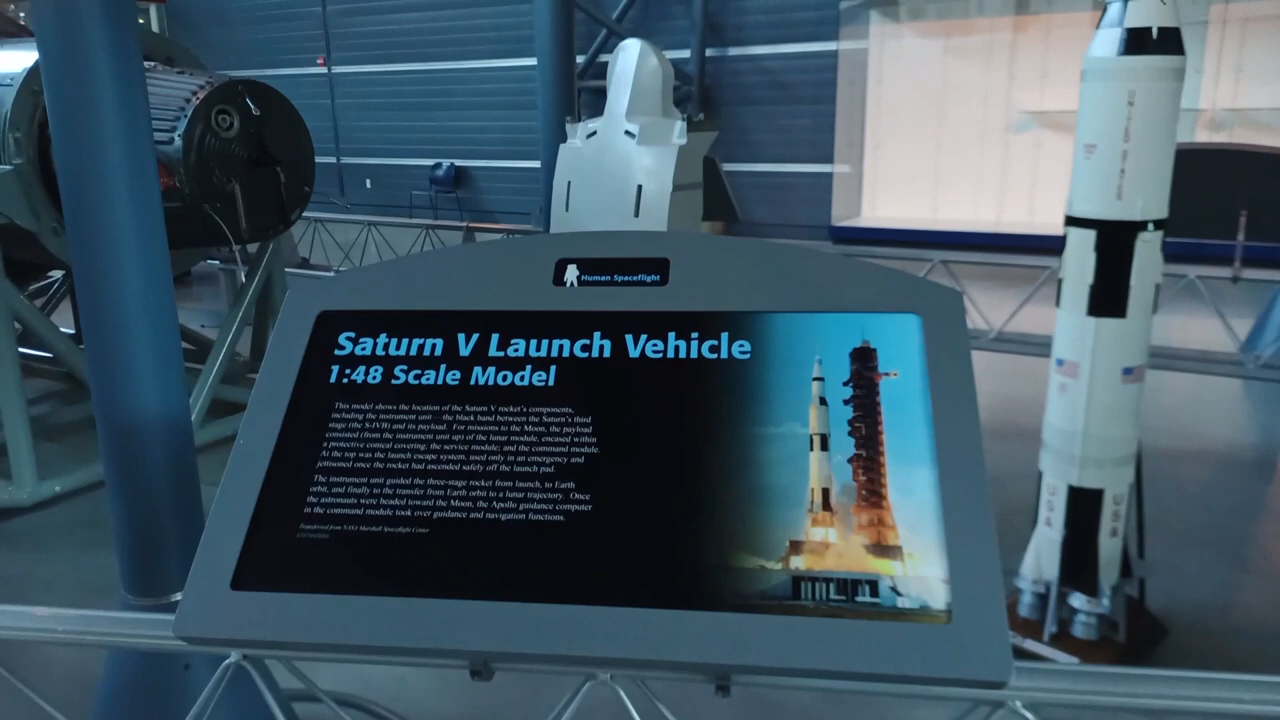 Human Spaceflight
Saturn V Launch Vehicle
1:48 Scale Model
This model shows the location of the Saturn V rocket's components,
including the instrument unit—the black band between the Saturn's third
stage (the S-IVB) and its payload. For missions to the Moon, the payload
consisted (from the instrument unit up) of the lunar module, encased within
a protective conical covering; the service module; and the command module.
At the top was the launch escape system, used only in an emergency and
jettisoned once the rocket had ascended safely off the launch pad.
The instrument unit guided the three-stage rocket from launch, to Earth
orbit, and finally to the transfer from Earth orbit to a lunar trajectory. Once
the astronauts were headed toward the Moon, the Apollo guidance computer
in the command module took over guidance and navigation functions.
Transferred from NASA Marshall Spaceflight Center
USA